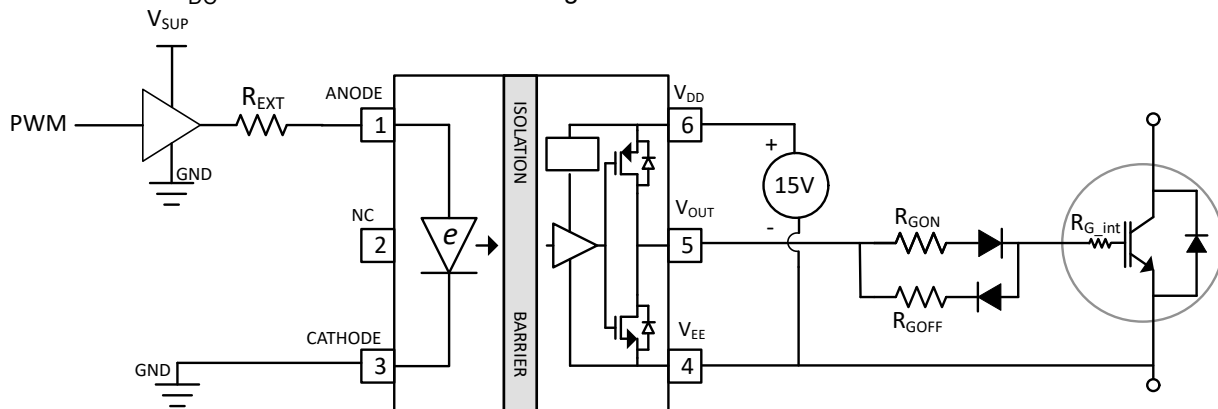 V_SUP
PWM
R_EXT
GND
ANODE
1
NC
2
CATHODE
3
GND
e
ISOLATION
BARRIER
V_DD
6
V_OUT
5
V_EE
4
+
15V
-
R_GON
R_GOFF
R_G_int